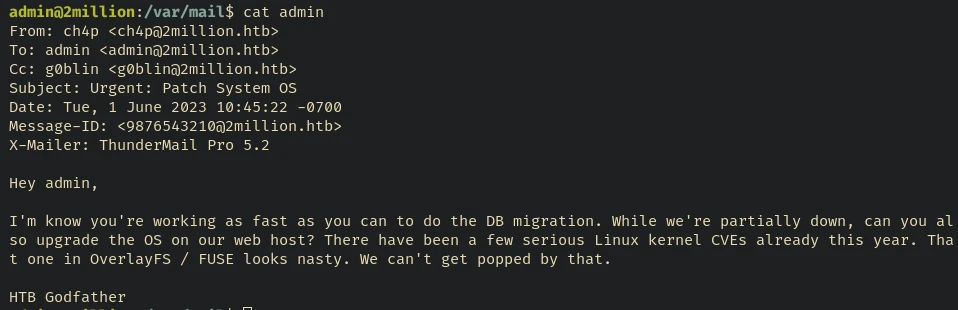 admin@2million:/var/mail$ cat admin
From: ch4p <ch4p@2million.htb>
To: admin <admin@2million.htb>
Cc: g0blin <g0blin@2million.htb>
Subject: Urgent: Patch System OS
Date: Tue, 1 June 2023 10:45:22 -0700
Message-ID: <9876543210@2million.htb>
X-Mailer: ThunderMail Pro 5.2
Hey admin,
I'm know you're working as fast as you can to do the DB migration. While we're partially down, can you al
so upgrade the OS on our web host? There have been a few serious Linux kernel CVEs already this year. Tha
t one in OverlayFS / FUSE looks nasty. We can't get popped by that.
HTB Godfather